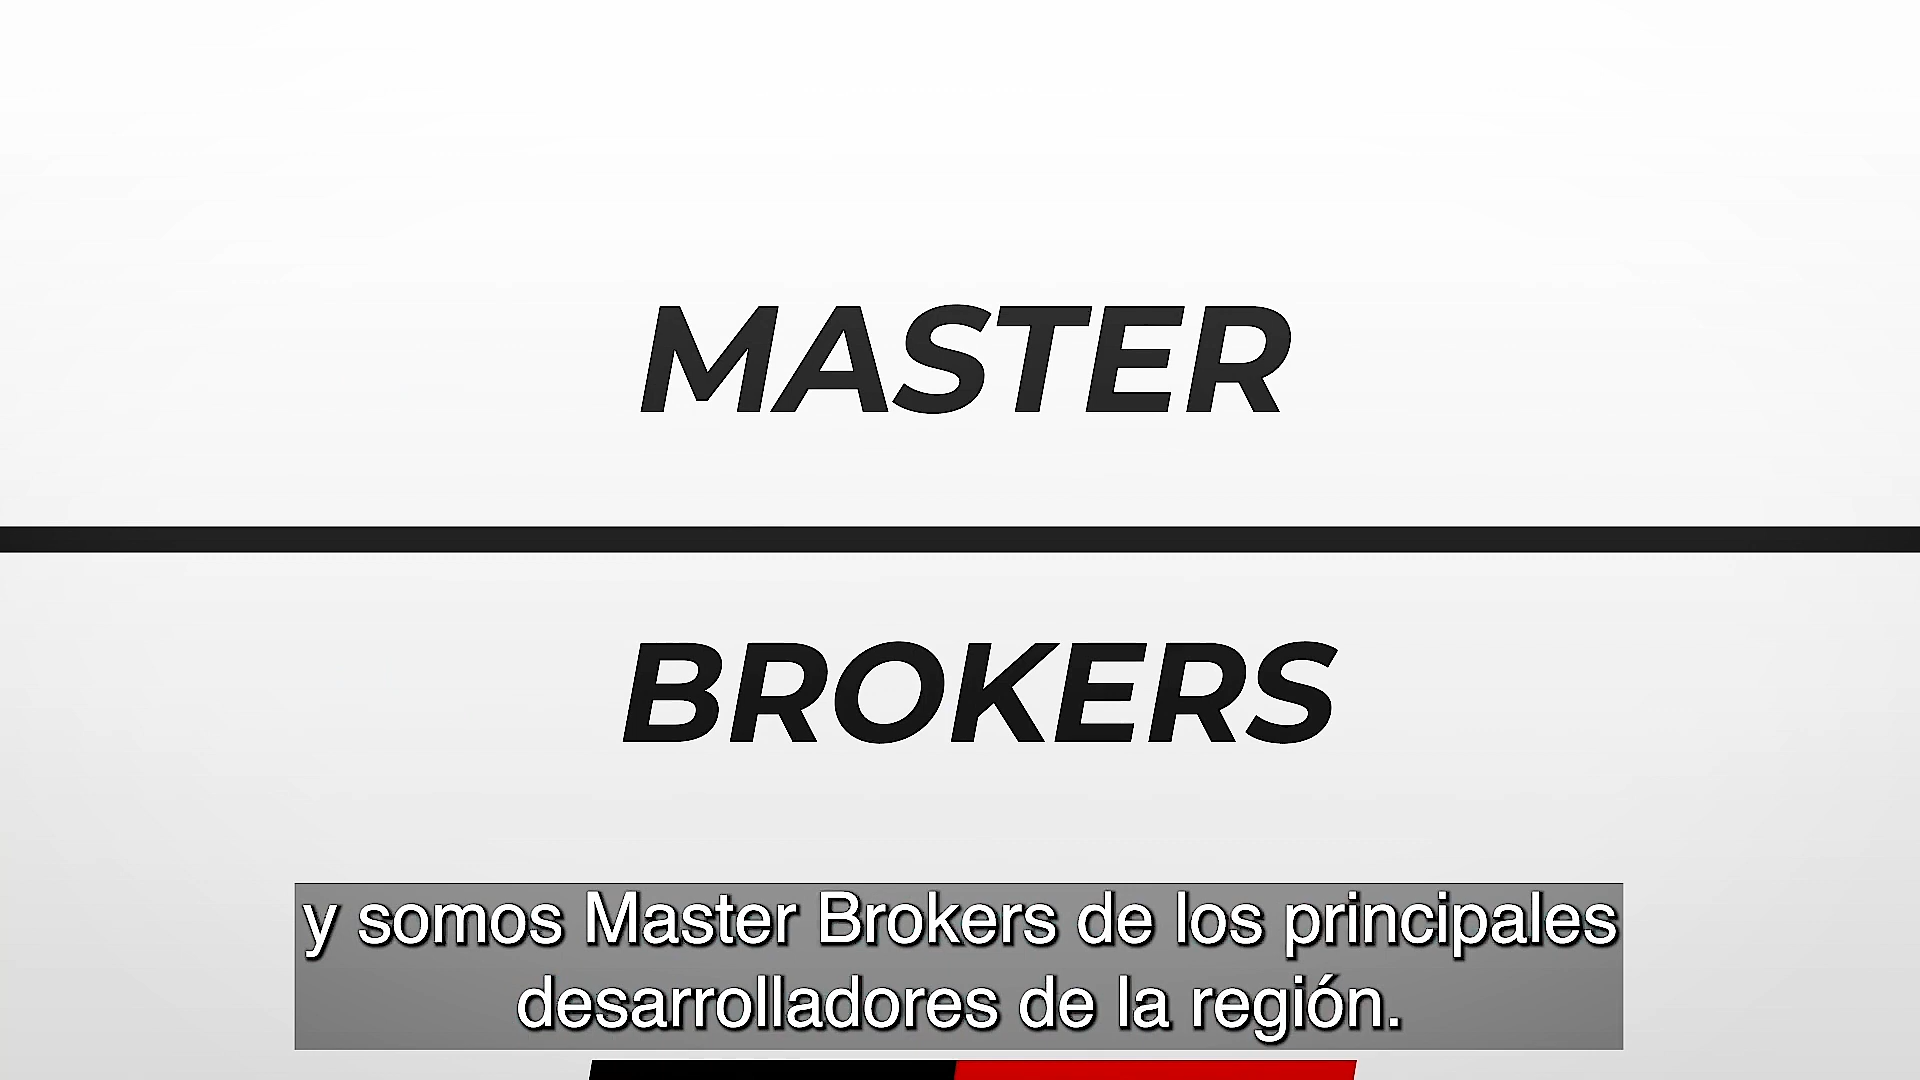 MASTER
BROKERS
y somos Master Brokers de los principales
desarrolladores de la región.